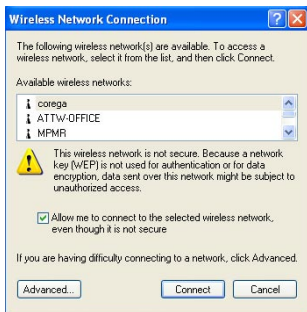 Wireless Network Connection
The following wireless network(s) are available. To access a
wireless network, select it from the list, and then click Connect.
Available wireless networks:
corega
ATTW-OFFICE
MPMR
This wireless network is not secure. Because a network
key (WEP) is not used for authentication or for data
encryption, data sent over this network might be subject to
unauthorized access.
Allow me to connect to the selected wireless network,
even though it is not secure
If you are having difficulty connecting to a network, click Advanced.
Advanced... Connect Cancel